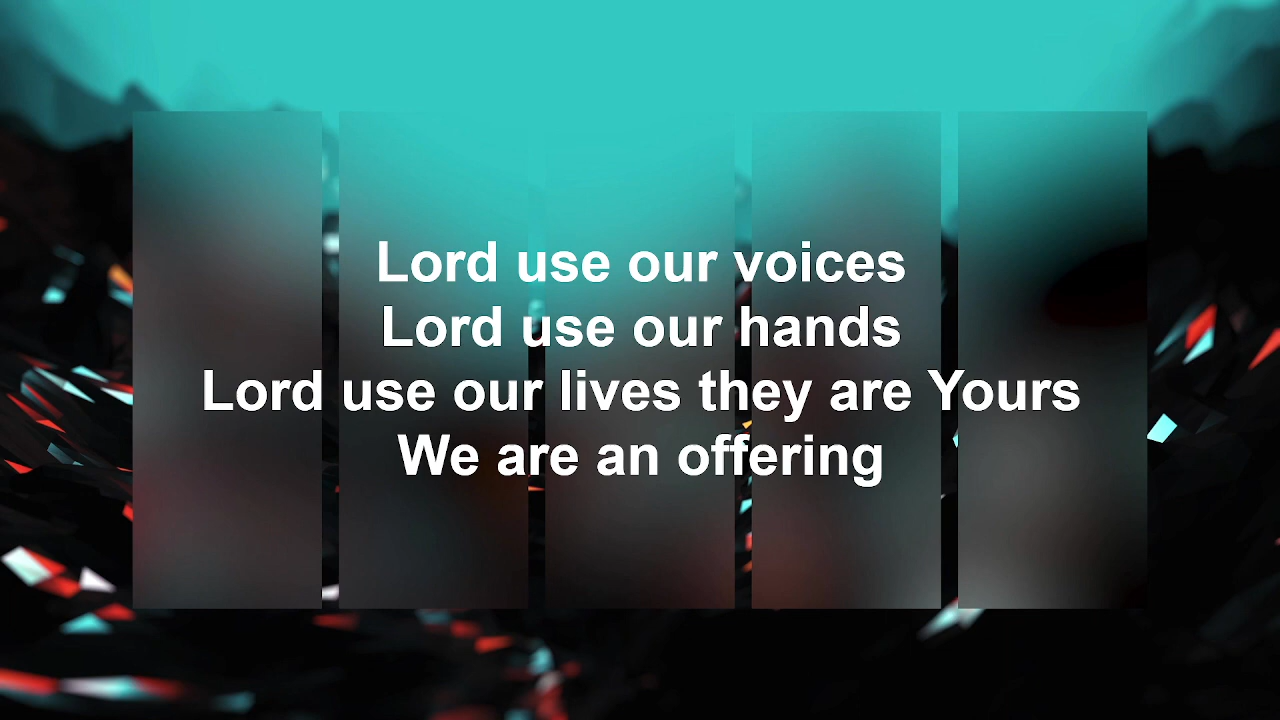 Lord use our voices
Lord use our hands
Lord use our lives they are Yours
We are an offering